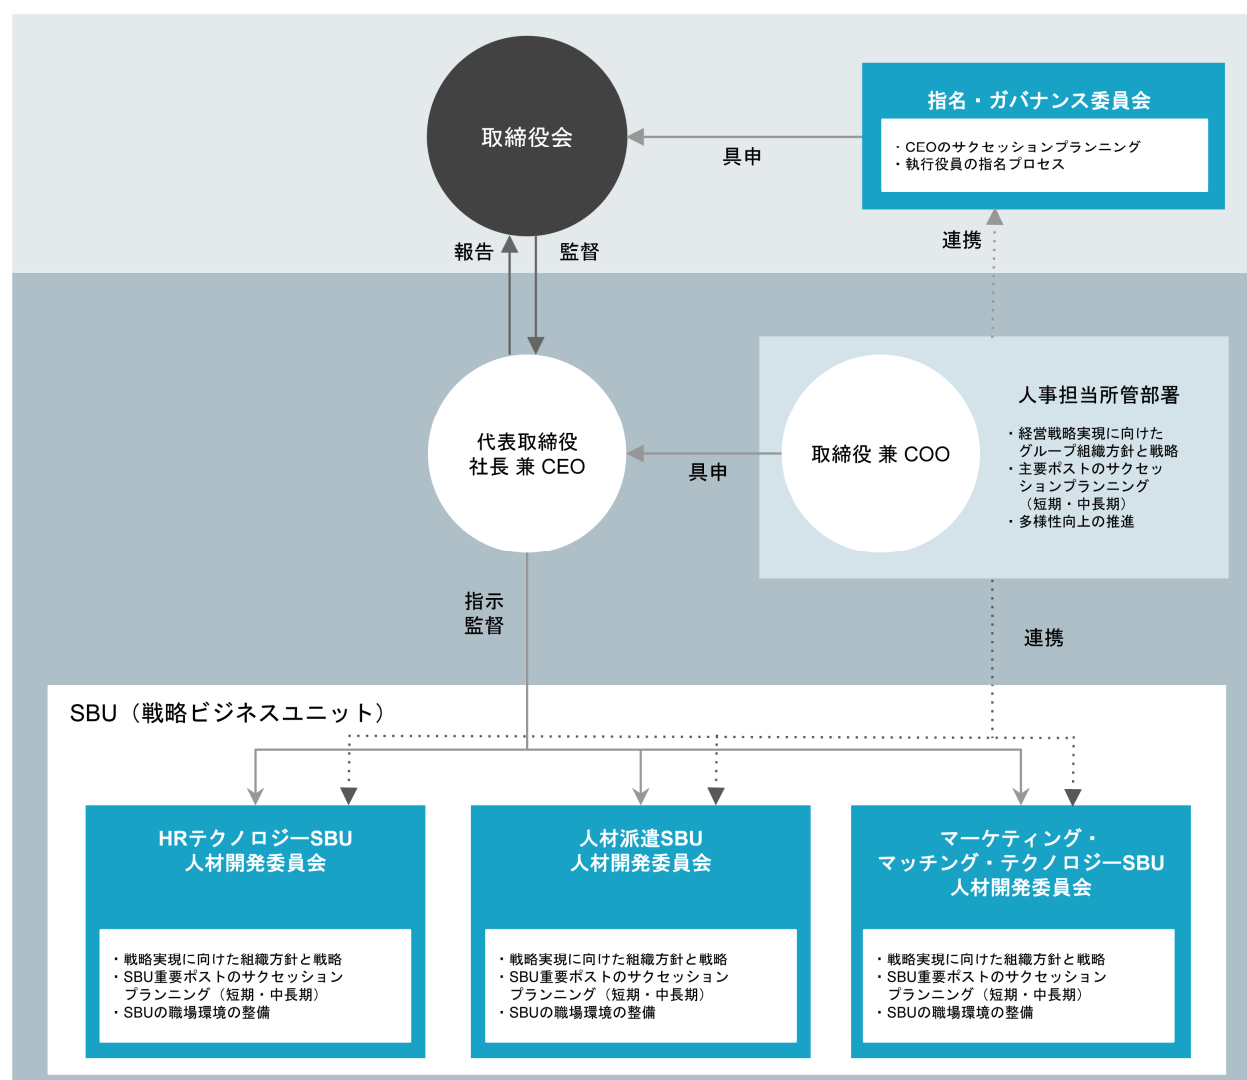 取締役会
指名・ガバナンス委員会
・CEOのサクセッションプランニング
・執行役員の指名プロセス
具申
報告
監督
連携
代表取締役
社長 兼 CEO
具申
取締役 兼 COO
人事担当所管部署
・経営戦略実現に向けた
グループ組織方針と戦略
・主要ポストのサクセッ
ションプランニング
（短期・中長期）
・多様性向上の推進
指示
監督
連携
SBU（戦略ビジネスユニット）
HRテクノロジーSBU
人材開発委員会
・戦略実現に向けた組織方針と戦略
・SBU重要ポストのサクセッション
プランニング（短期・中長期）
・SBUの職場環境の整備
人材派遣SBU
人材開発委員会
・戦略実現に向けた組織方針と戦略
・SBU重要ポストのサクセッション
プランニング（短期・中長期）
・SBUの職場環境の整備
マーケティング・
マッチング・テクノロジーSBU
人材開発委員会
・戦略実現に向けた組織方針と戦略
・SBU重要ポストのサクセッション
プランニング（短期・中長期）
・SBUの職場環境の整備